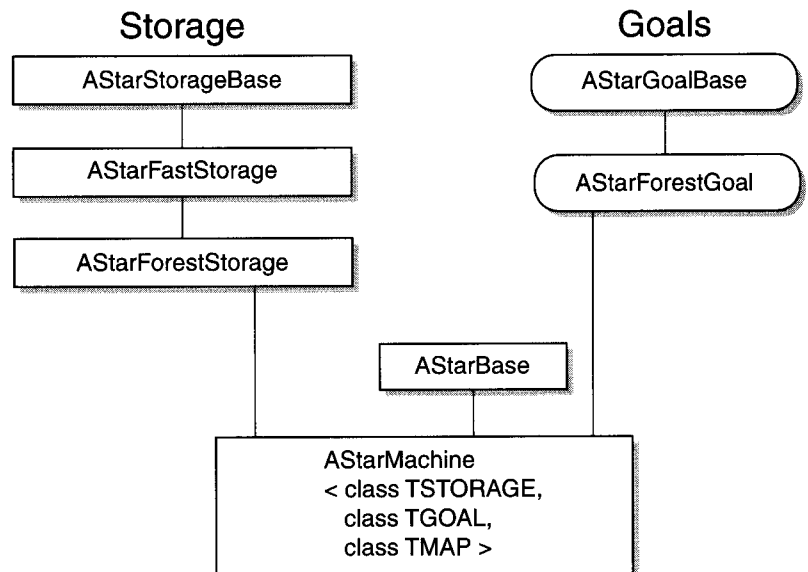 Storage
Goals
AStarStorageBase
AStarGoalBase
AStarFastStorage
AStarForestGoal
AStarForestStorage
AStarBase
AStarMachine
< class TSTORAGE,
class TGOAL,
class TMAP >